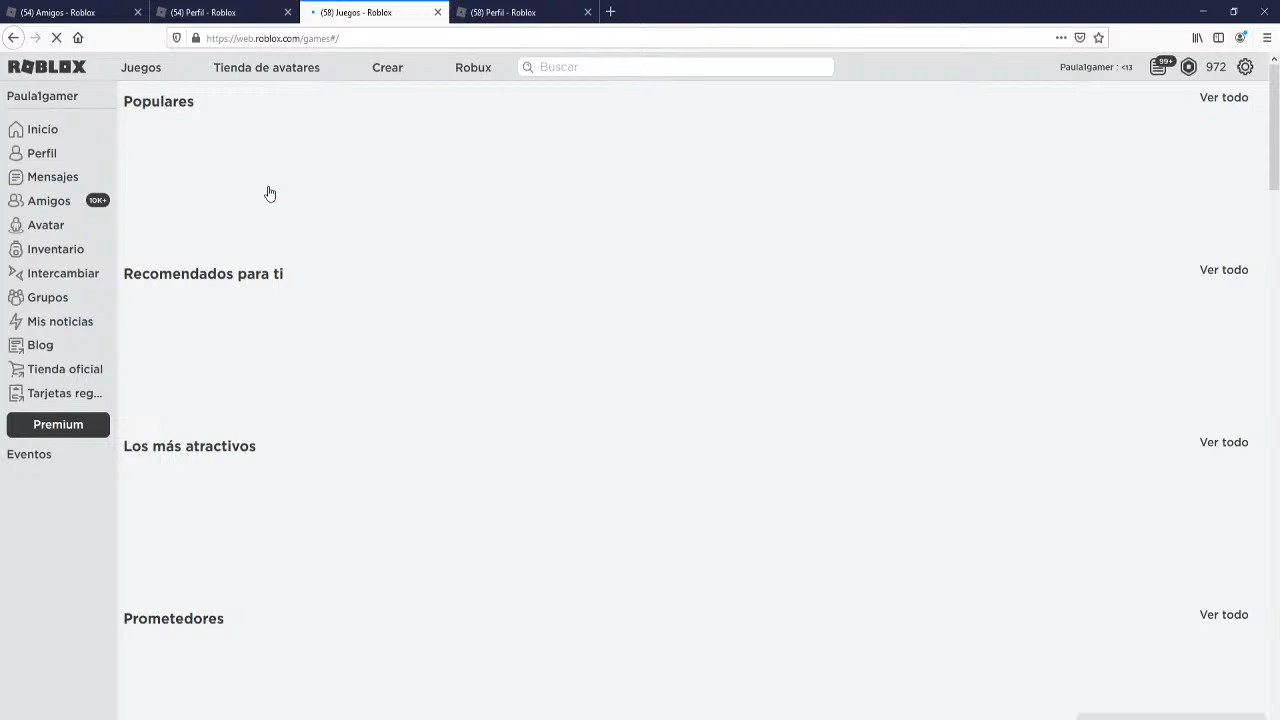 (54) Amigos - Roblox
(54) Perfil - Roblox
(58) Juegos - Roblox
(58) Perfil - Roblox
https://web.roblox.com/games#/
ROBLOX
Juegos
Tienda de avatares
Crear
Robux
Buscar
Paula1gamer : <13
99+
972
Paula1gamer
Inicio
Perfil
Mensajes
Amigos 10K+
Avatar
Inventario
Intercambiar
Grupos
Mis noticias
Blog
Tienda oficial
Tarjetas reg...
Premium
Eventos
Populares
Ver todo
Recomendados para ti
Ver todo
Los más atractivos
Ver todo
Prometedores
Ver todo